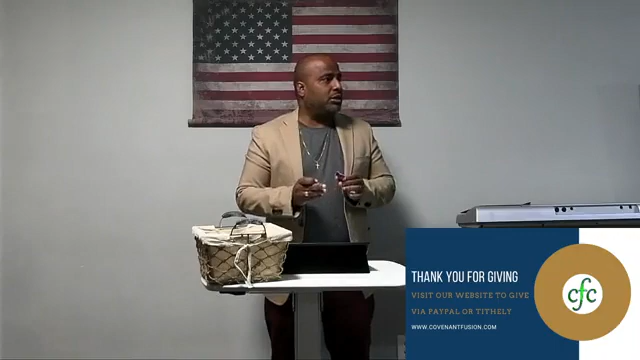 THANK YOU FOR GIVING
VISIT OUR WEBSITE TO GIVE
VIA PAYPAL OR TITHELY
WWW.COVENANTFUSION.COM
cfc